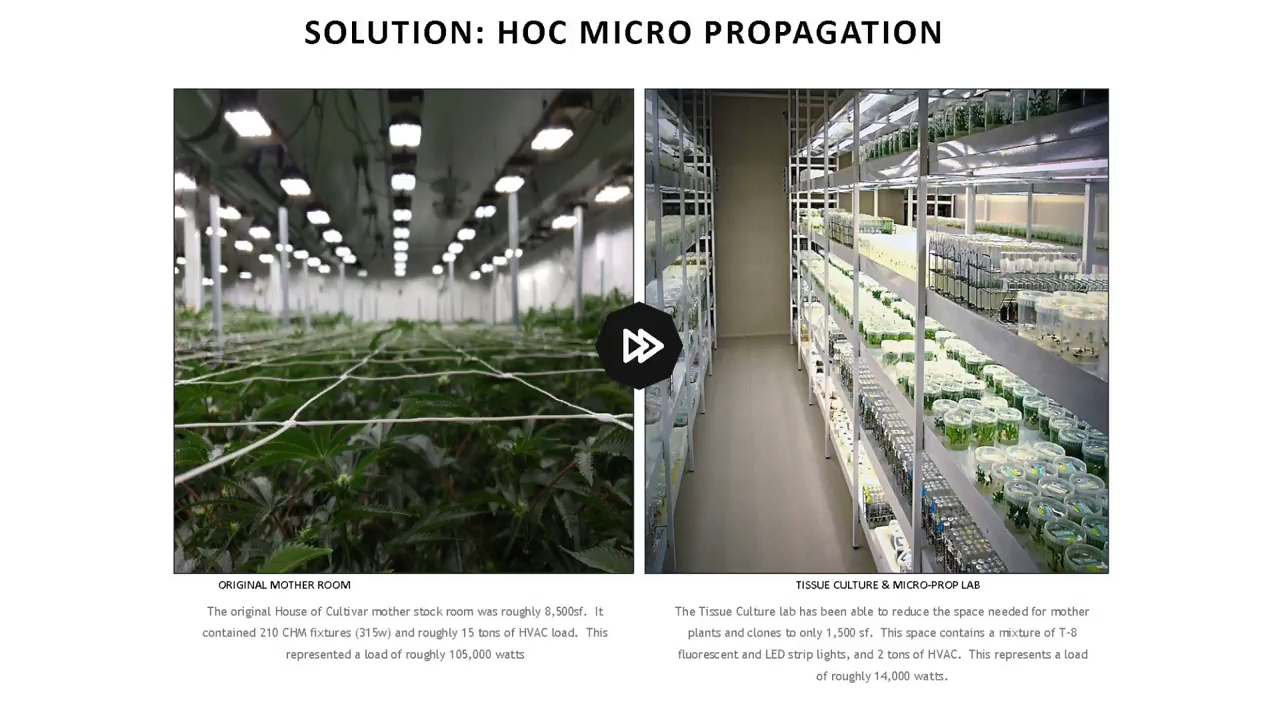 SOLUTION: HOC MICRO PROPAGATION
ORIGINAL MOTHER ROOM
The original House of Cultivar mother stock room was roughly 8,500sf. It
contained 210 CHM fixtures (315w) and roughly 15 tons of HVAC load. This
represented a load of roughly 105,000 watts
TISSUE CULTURE & MICRO-PROP LAB
The Tissue Culture lab has been able to reduce the space needed for mother
plants and clones to only 1,500 sf. This space contains a mixture of T-8
fluorescent and LED strip lights, and 2 tons of HVAC. This represents a load
of roughly 14,000 watts.